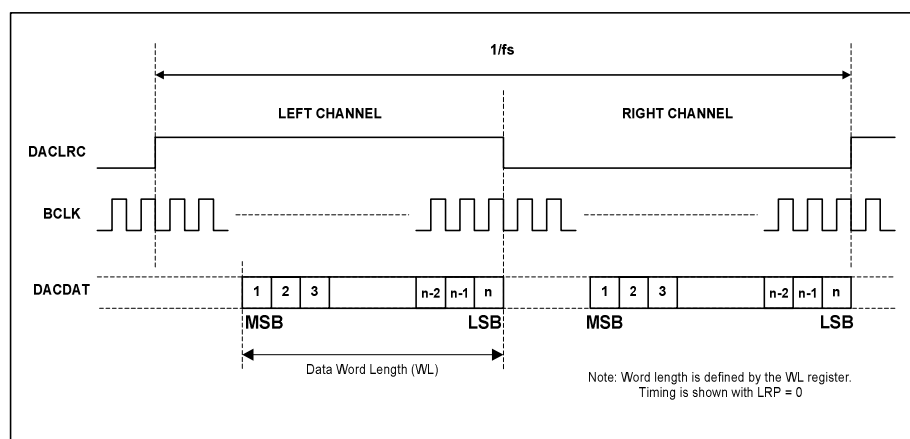 1/fs
LEFT CHANNEL
RIGHT CHANNEL
DACLRC
BCLK
DACDAT
1 2 3 n-2 n-1 n 1 2 3 n-2 n-1 n
MSB LSB MSB LSB
Data Word Length (WL)
Note: Word length is defined by the WL register.
Timing is shown with LRP = 0